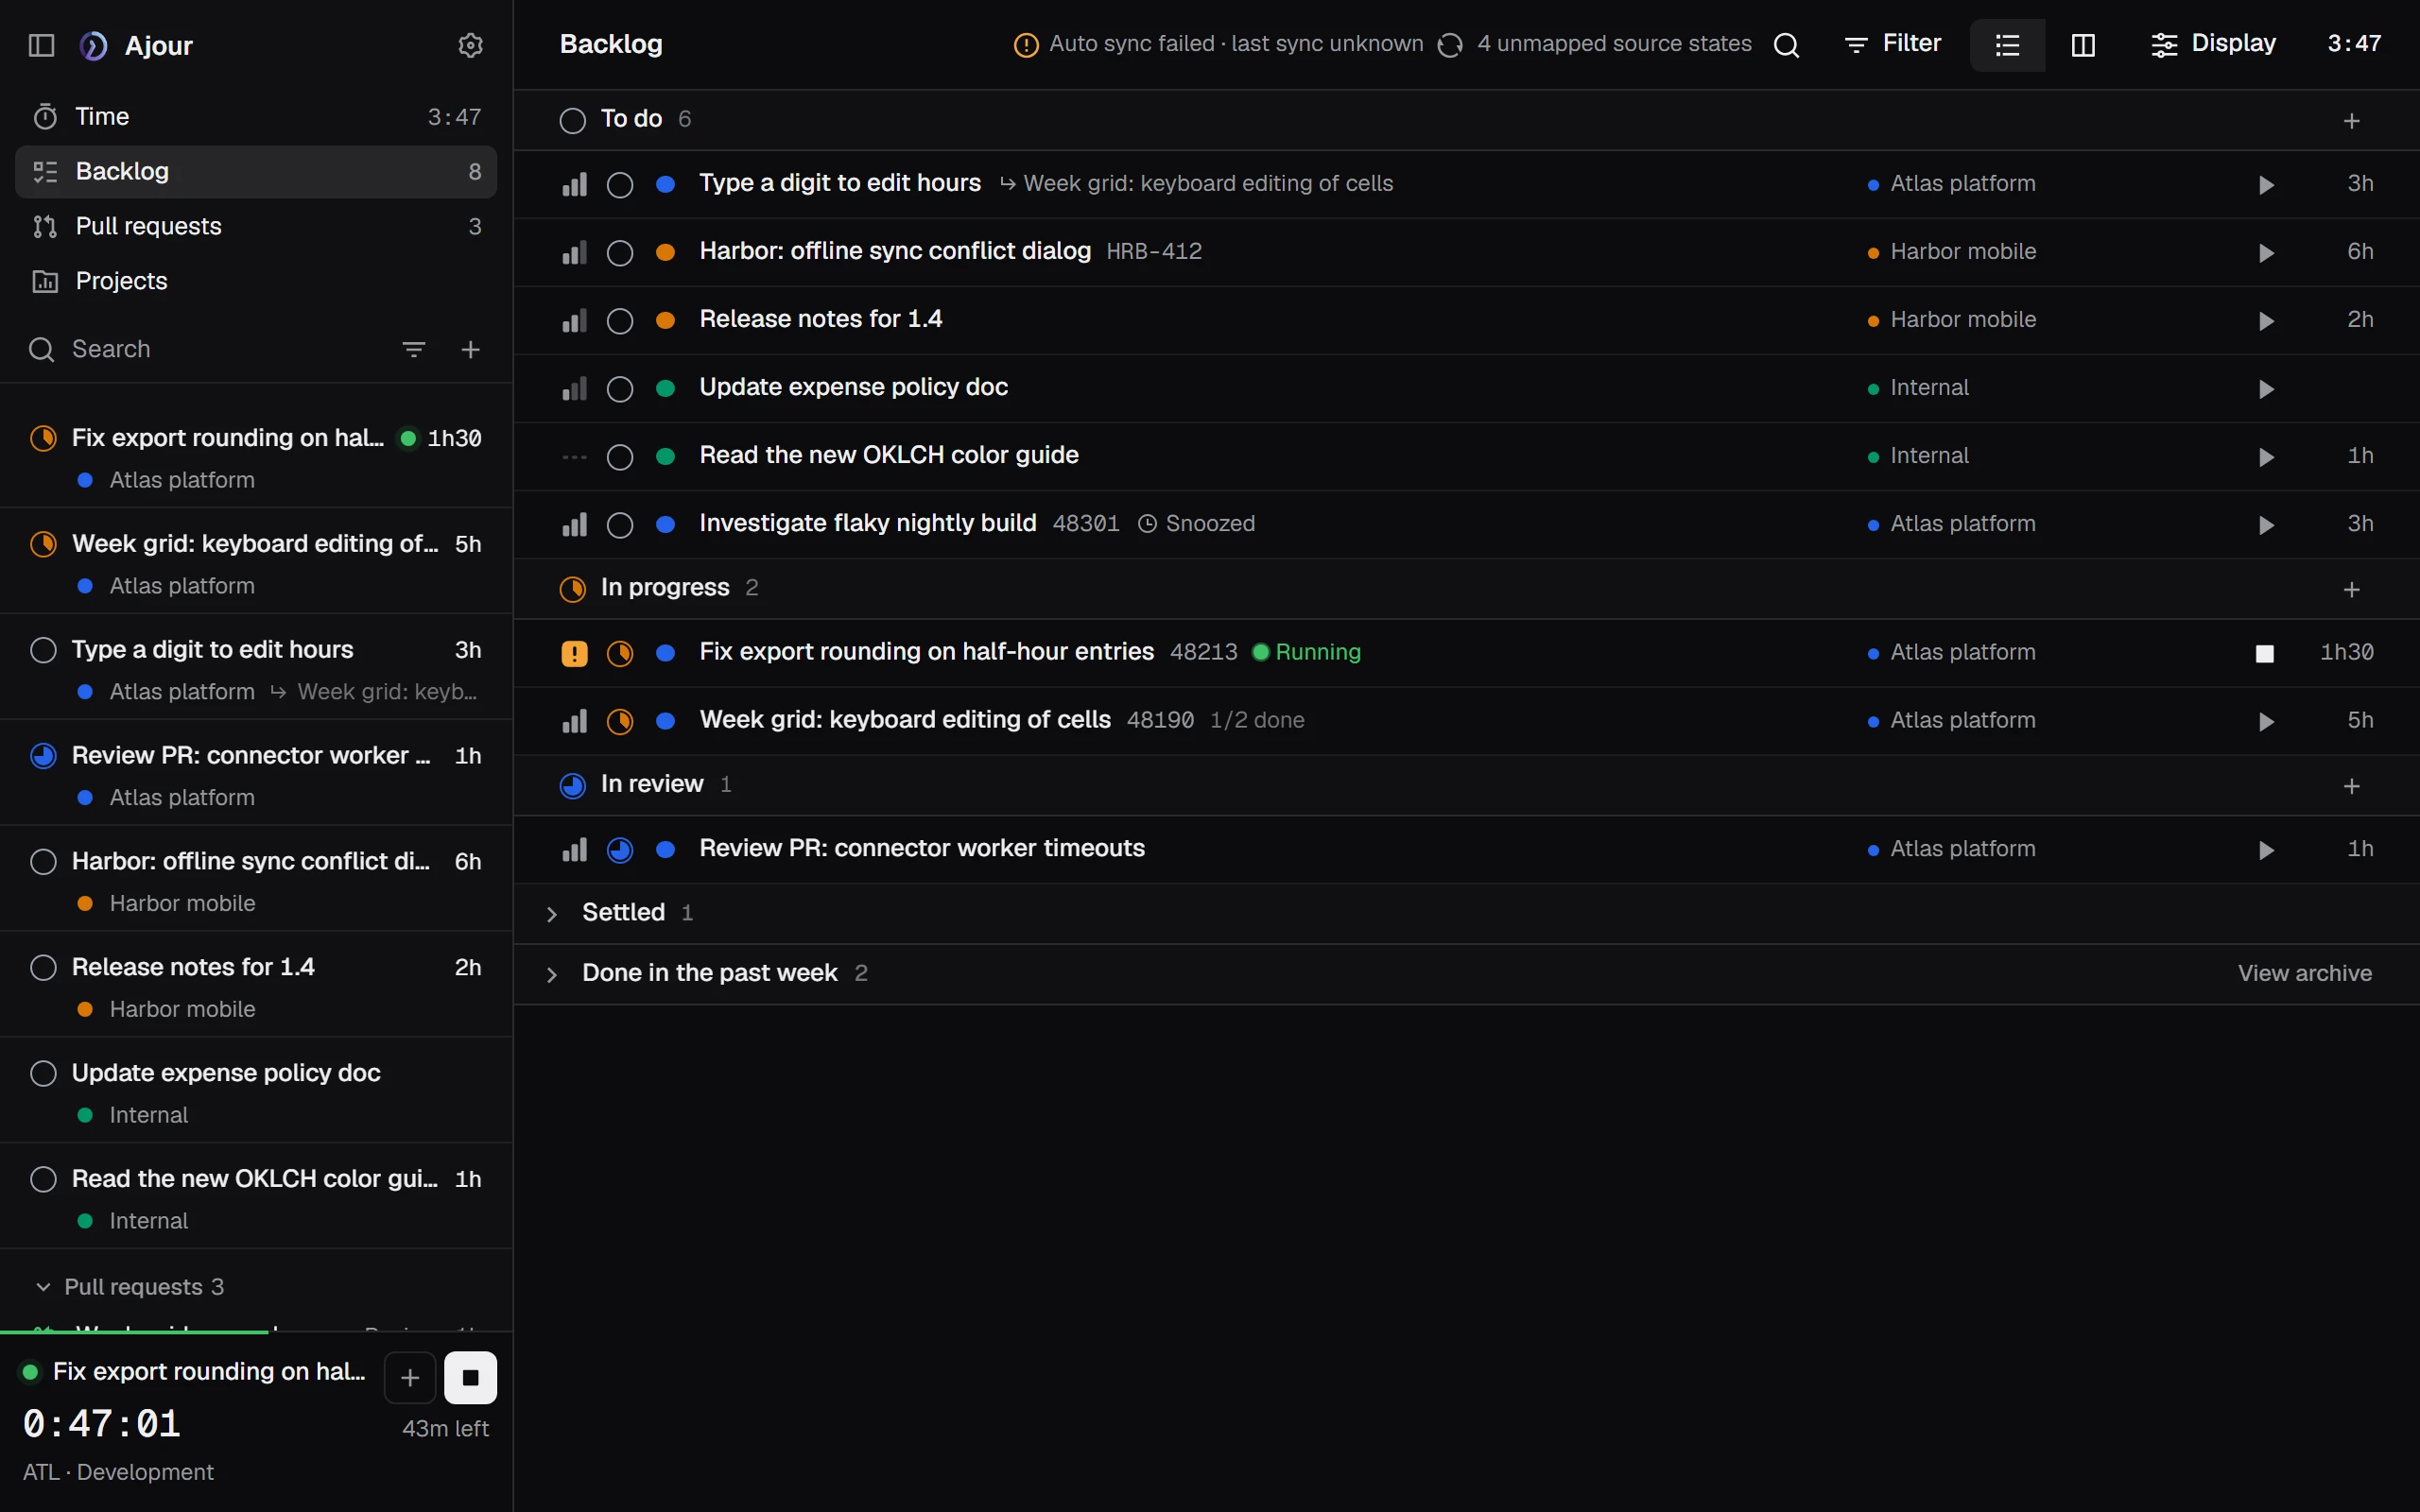 Ajour
Time 3:47
Backlog 8
Pull requests 3
Projects
Search
Fix export rounding on hal... 1h30
Atlas platform
Week grid: keyboard editing of... 5h
Atlas platform
Type a digit to edit hours 3h
Atlas platform Week grid: keyb...
Review PR: connector worker ... 1h
Atlas platform
Harbor: offline sync conflict di... 6h
Harbor mobile
Release notes for 1.4 2h
Harbor mobile
Update expense policy doc
Internal
Read the new OKLCH color gui... 1h
Internal
Pull requests 3
Fix export rounding on hal...
0:47:01 43m left
ATL · Development
Backlog Auto sync failed · last sync unknown 4 unmapped source states Filter Display 3:47
To do 6
Type a digit to edit hours Week grid: keyboard editing of cells Atlas platform 3h
Harbor: offline sync conflict dialog HRB-412 Harbor mobile 6h
Release notes for 1.4 Harbor mobile 2h
Update expense policy doc Internal
Read the new OKLCH color guide Internal 1h
Investigate flaky nightly build 48301 Snoozed Atlas platform 3h
In progress 2
Fix export rounding on half-hour entries 48213 Running Atlas platform 1h30
Week grid: keyboard editing of cells 48190 1/2 done Atlas platform 5h
In review 1
Review PR: connector worker timeouts Atlas platform 1h
Settled 1
Done in the past week 2 View archive